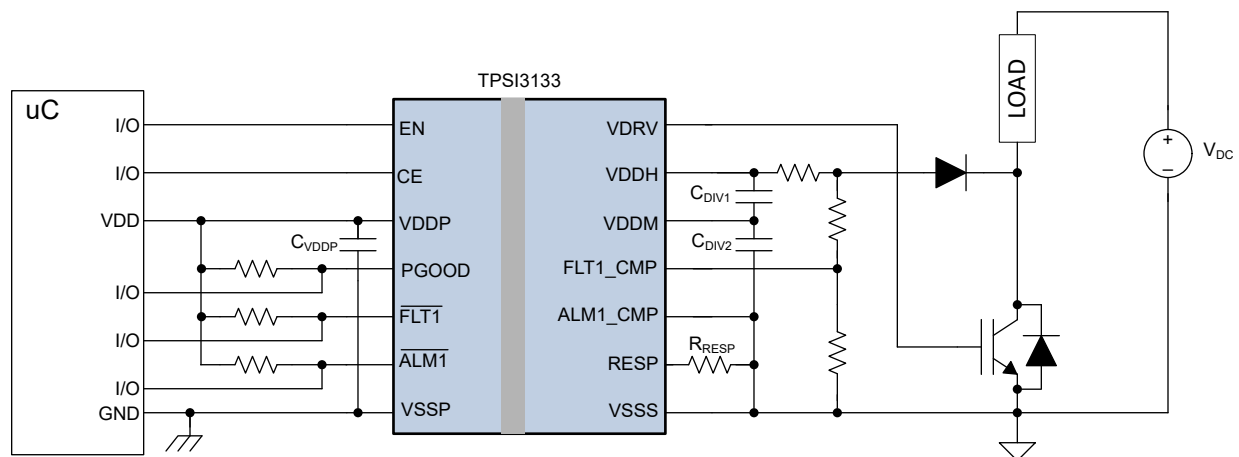 TPSI3133
uC
I/O
I/O
VDD
I/O
I/O
I/O
GND
C_VDDP
EN
CE
VDDP
PGOOD
FLT1
ALM1
VSSP
VDRV
VDDH
VDDM
FLT1_CMP
ALM1_CMP
RESP
VSSS
C_DIV1
C_DIV2
R_RESP
LOAD
+
−
V_DC